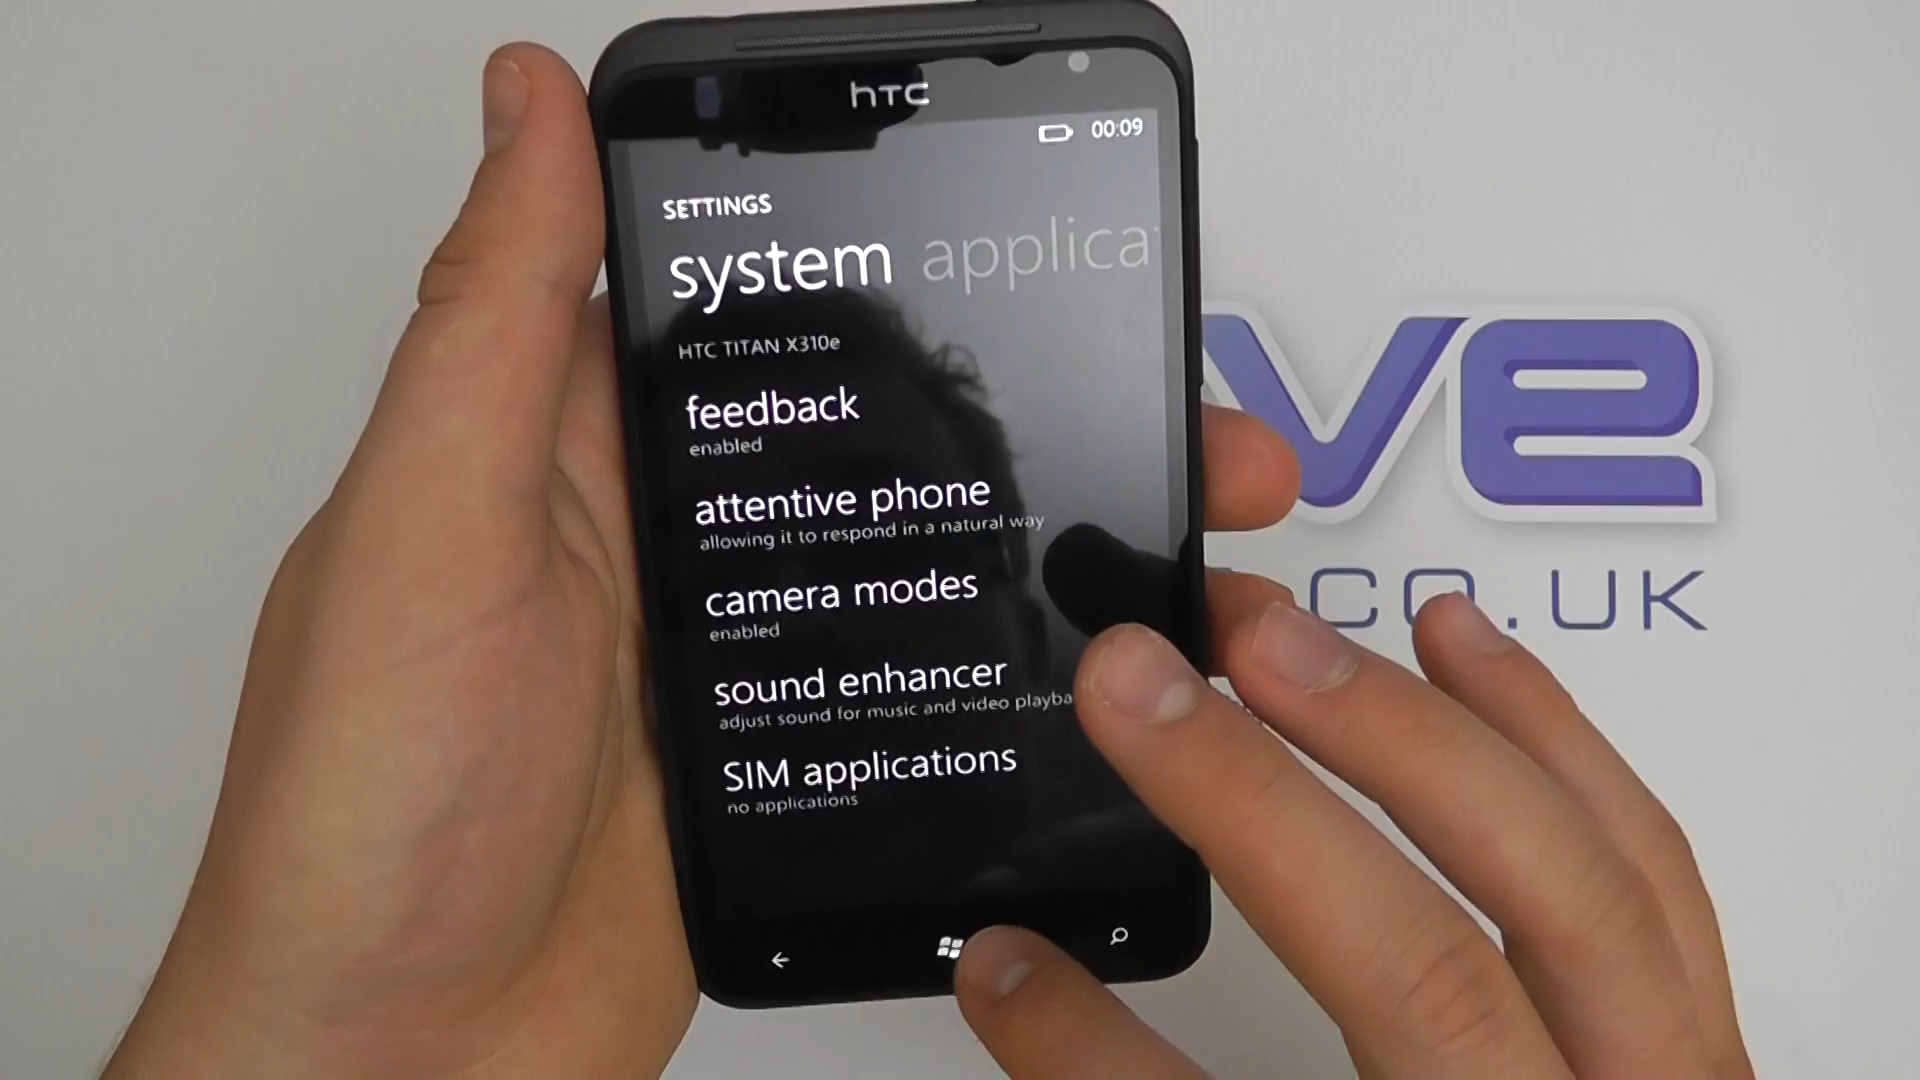 hTC
00:09
SETTINGS
system applica
HTC TITAN X310e
feedback
enabled
attentive phone
allowing it to respond in a natural way
camera modes
enabled
sound enhancer
adjust sound for music and video playba
SIM applications
no applications
ve
CO.UK